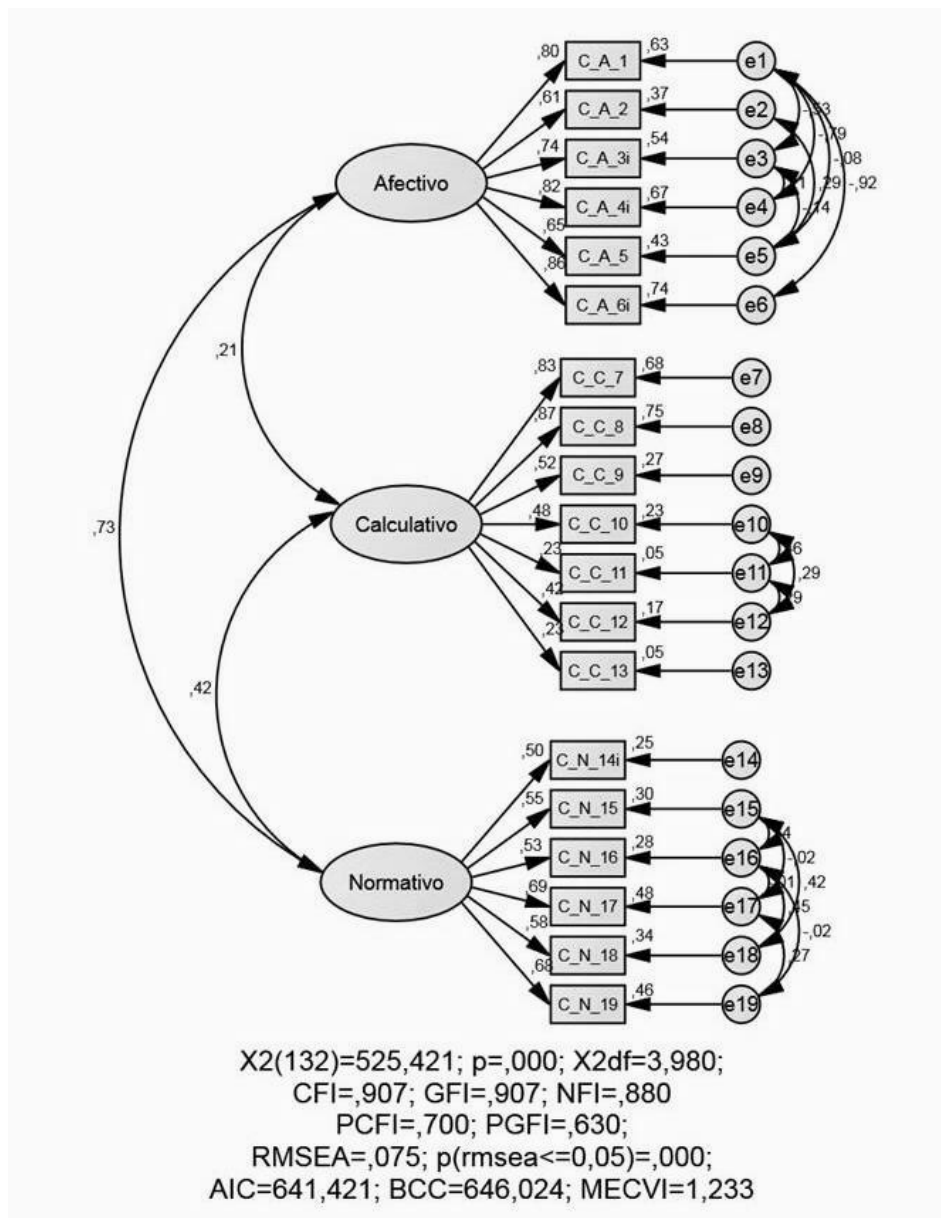 ,80 C_A_1 ,63 e1
,61 C_A_2 ,37 e2
,74 C_A_3i ,54 e3
,82 C_A_4i ,67 e4
,65 C_A_5 ,43 e5
,86 C_A_6i ,74 e6
Afectivo
-,79
-,08
,29 -,92
-,14
,21
,83 C_C_7 ,68 e7
,87 C_C_8 ,75 e8
,52 C_C_9 ,27 e9
,48 C_C_10 ,23 e10
,23 C_C_11 ,05 e11
,42 C_C_12 ,17 e12
,23 C_C_13 ,05 e13
Calculativo
,29
,73
,42
,50 C_N_14i ,25 e14
,55 C_N_15 ,30 e15
,53 C_N_16 ,28 e16
,69 C_N_17 ,48 e17
,58 C_N_18 ,34 e18
,68 C_N_19 ,46 e19
Normativo
-,02
,42
,45
-,02
,27
X2(132)=525,421; p=,000; X2df=3,980;
CFI=,907; GFI=,907; NFI=,880
PCFI=,700; PGFI=,630;
RMSEA=,075; p(rmsea<=0,05)=,000;
AIC=641,421; BCC=646,024; MECVI=1,233